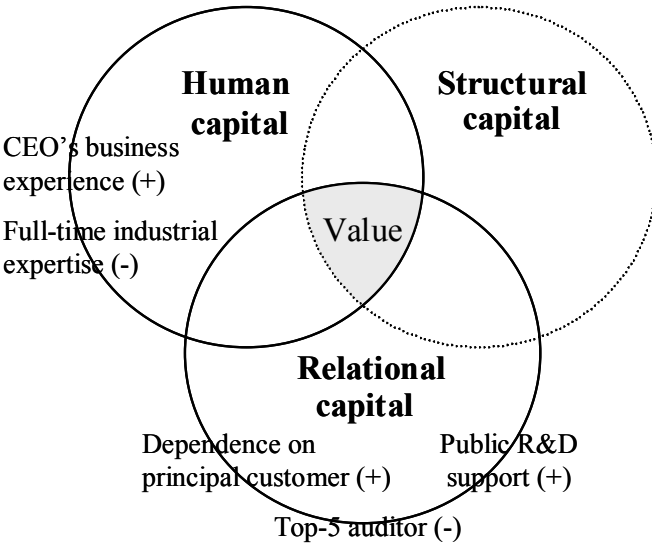 Human
capital
Structural
capital
CEO's business
experience (+)
Full-time industrial
expertise (-)
Value
Relational
capital
Dependence on
principal customer (+)
Public R&D
support (+)
Top-5 auditor (-)